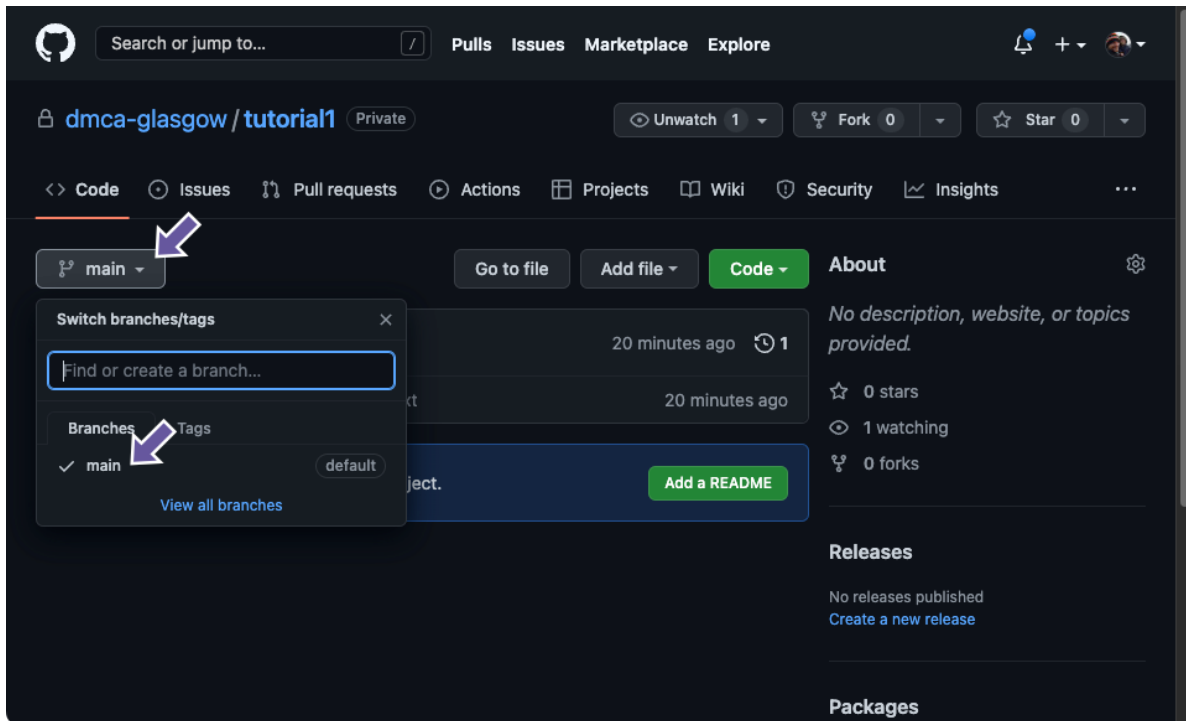 Search or jump to... /
Pulls Issues Marketplace Explore
dmca-glasgow / tutorial1 Private
Unwatch 1 Fork 0 Star 0
Code Issues Pull requests Actions Projects Wiki Security Insights
main Go to file Add file Code
Switch branches/tags
Find or create a branch...
Branches Tags
main default
View all branches
20 minutes ago 1
xt 20 minutes ago
ject. Add a README
About
No description, website, or topics
provided.
0 stars
1 watching
0 forks
Releases
No releases published
Create a new release
Packages